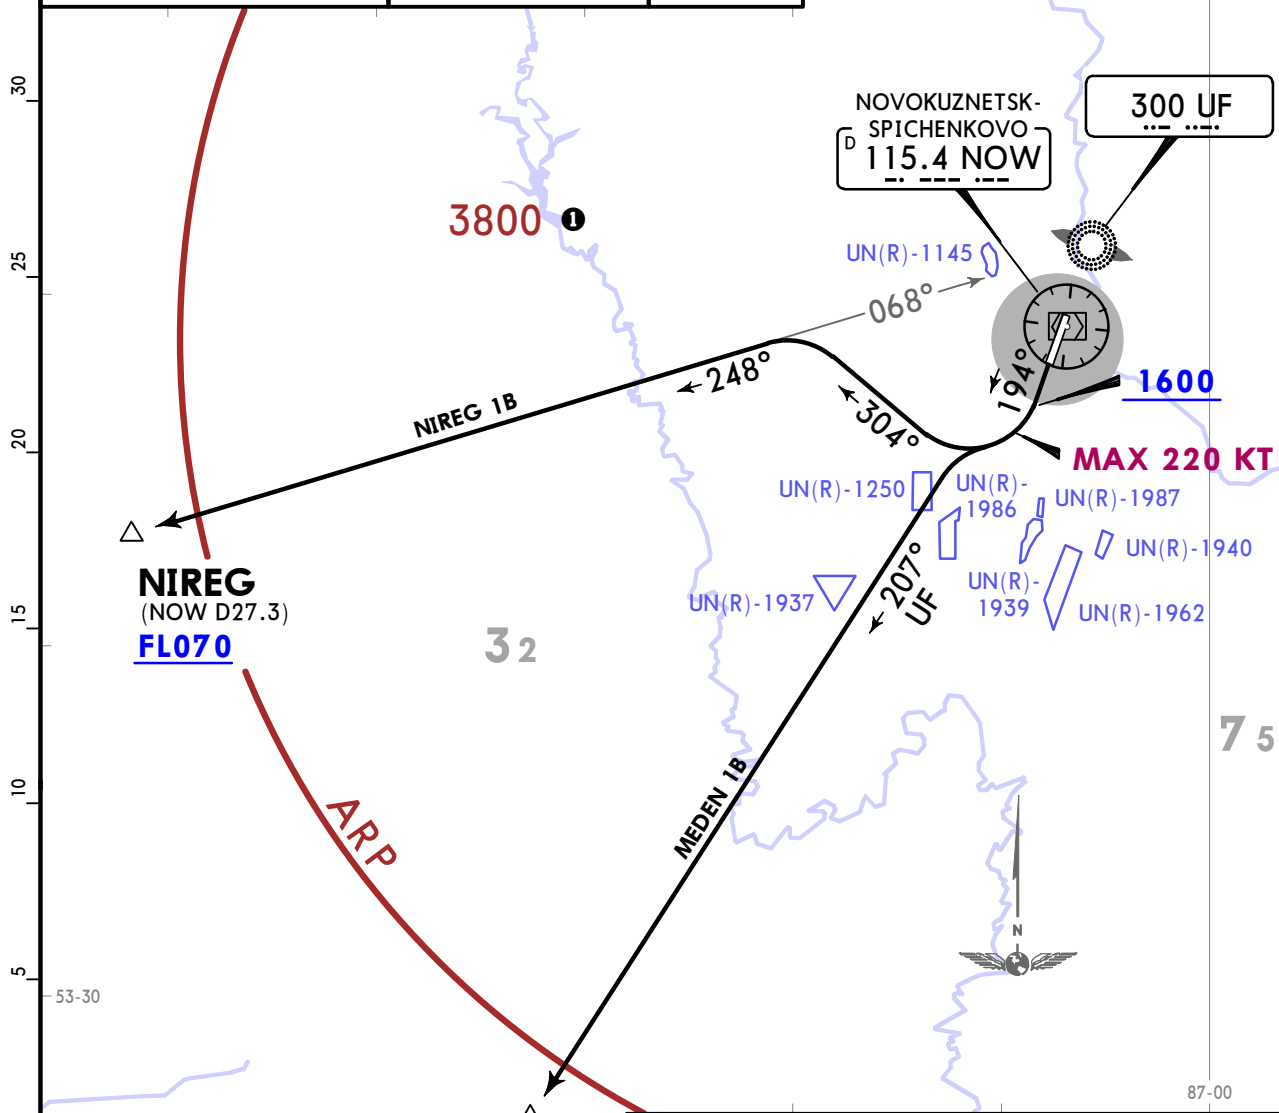 30
25
20
15
10
5
NOVOKUZNETSK-
SPICHENKOVO
D 115.4 NOW
300 UF
3800 1
UN(R)-1145
068°
194°
1600
248°
304°
NIREG 1B
MAX 220 KT
UN(R)-1250
UN(R)-
1986
UN(R)-1987
UN(R)-1940
UN(R)-
1939
UN(R)-1962
UN(R)-1937
207°
UF
NIREG
(NOW D27.3)
FL070
32
75
MEDEN 1B
ARP
N
53-30
87-00